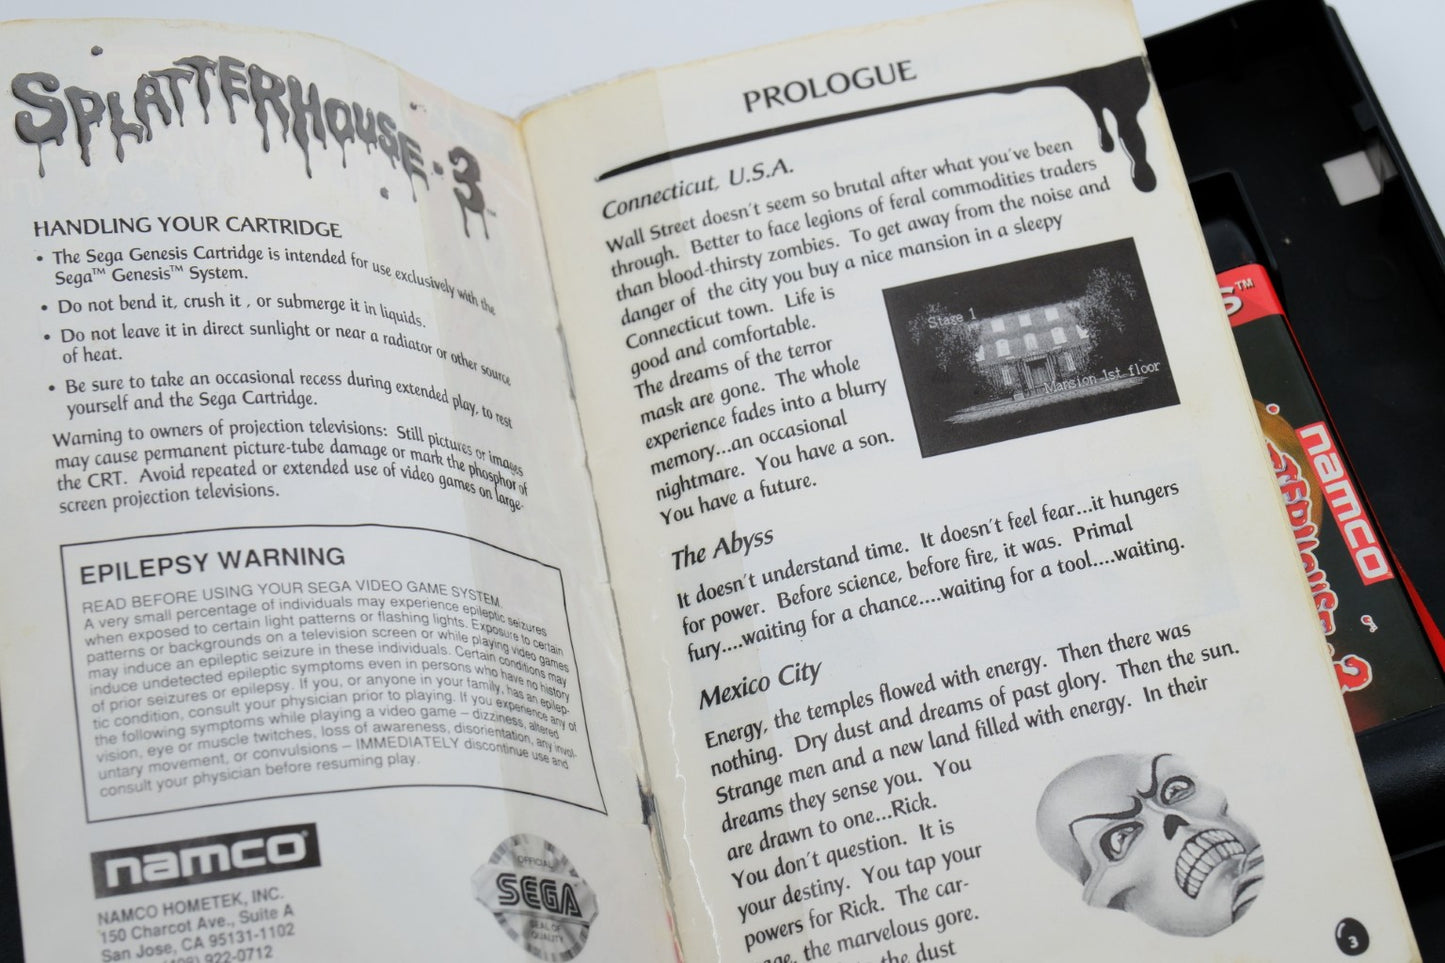 SPLATTERHOUSE-3™
HANDLING YOUR CARTRIDGE
• The Sega Genesis Cartridge is intended for use exclusively with the
Sega™ Genesis™ System.
• Do not bend it, crush it , or submerge it in liquids.
• Do not leave it in direct sunlight or near a radiator or other source
of heat.
• Be sure to take an occasional recess during extended play, to rest
yourself and the Sega Cartridge.
Warning to owners of projection televisions: Still pictures or images
may cause permanent picture-tube damage or mark the phosphor of
the CRT. Avoid repeated or extended use of video games on large-
screen projection televisions.
EPILEPSY WARNING
READ BEFORE USING YOUR SEGA VIDEO GAME SYSTEM.
A very small percentage of individuals may experience epileptic seizures
when exposed to certain light patterns or flashing lights. Exposure to certain
patterns or backgrounds on a television screen or while playing video games
may induce an epileptic seizure in these individuals. Certain conditions may
induce undetected epileptic symptoms even in persons who have no history
of prior seizures or epilepsy. If you, or anyone in your family, has an epilep-
tic condition, consult your physician prior to playing. If you experience any of
the following symptoms while playing a video game – dizziness, altered
vision, eye or muscle twitches, loss of awareness, disorientation, any invol-
untary movement, or convulsions – IMMEDIATELY discontinue use and
consult your physician before resuming play.
namco®
NAMCO HOMETEK, INC.
150 Charcot Ave., Suite A
San Jose, CA 95131-1102
(408) 922-0712
OFFICIAL
SEGA
SEAL OF
QUALITY
PROLOGUE
Connecticut, U.S.A.
Wall Street doesn't seem so brutal after what you've been
through. Better to face legions of feral commodities traders
than blood-thirsty zombies. To get away from the noise and
danger of the city you buy a nice mansion in a sleepy
Connecticut town. Life is
good and comfortable.
The dreams of the terror
mask are gone. The whole
experience fades into a blurry
memory...an occasional
nightmare. You have a son.
You have a future.
Stage 1
Mansion 1st floor
The Abyss
It doesn't understand time. It doesn't feel fear...it hungers
for power. Before science, before fire, it was. Primal
fury....waiting for a chance....waiting for a tool....waiting.
Mexico City
Energy, the temples flowed with energy. Then there was
nothing. Dry dust and dreams of past glory. Then the sun.
Strange men and a new land filled with energy. In their
dreams they sense you. You
are drawn to one...Rick.
You don't question. It is
your destiny. You tap your
powers for Rick. The car-
nage, the marvelous gore.
the dust
3
S™
namco
TERHOUSE 3